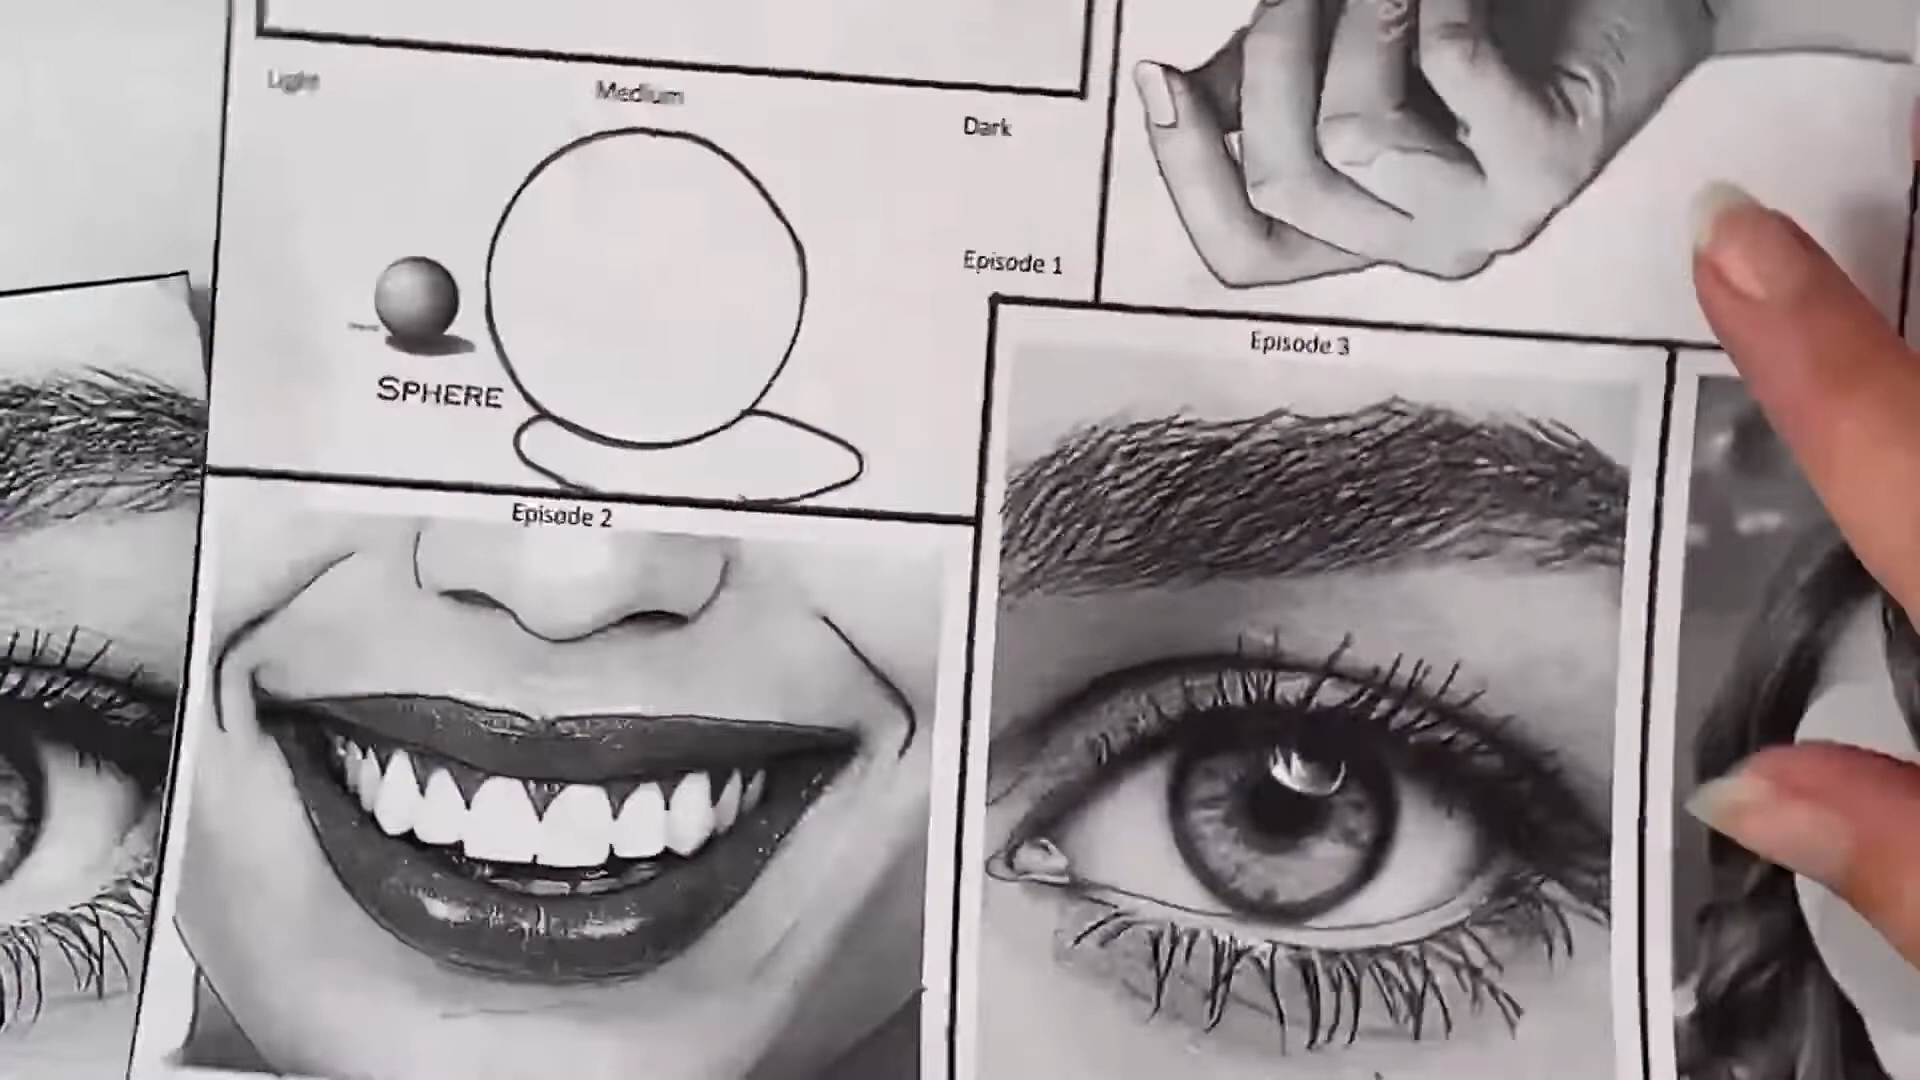 Light
Medium
Dark
Episode 1
SPHERE
Episode 3
Episode 2